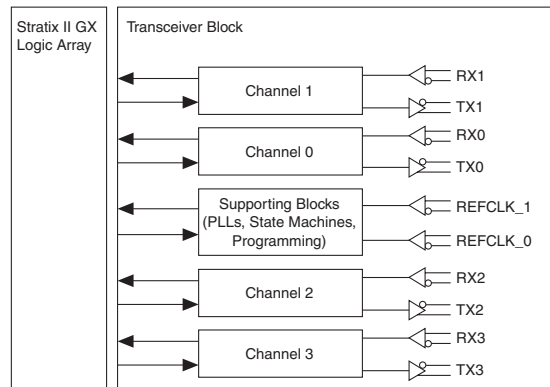 Stratix II GX
Logic Array
Transceiver Block
Channel 1
RX1
TX1
Channel 0
RX0
TX0
Supporting Blocks
(PLLs, State Machines,
Programming)
REFCLK_1
REFCLK_0
Channel 2
RX2
TX2
Channel 3
RX3
TX3